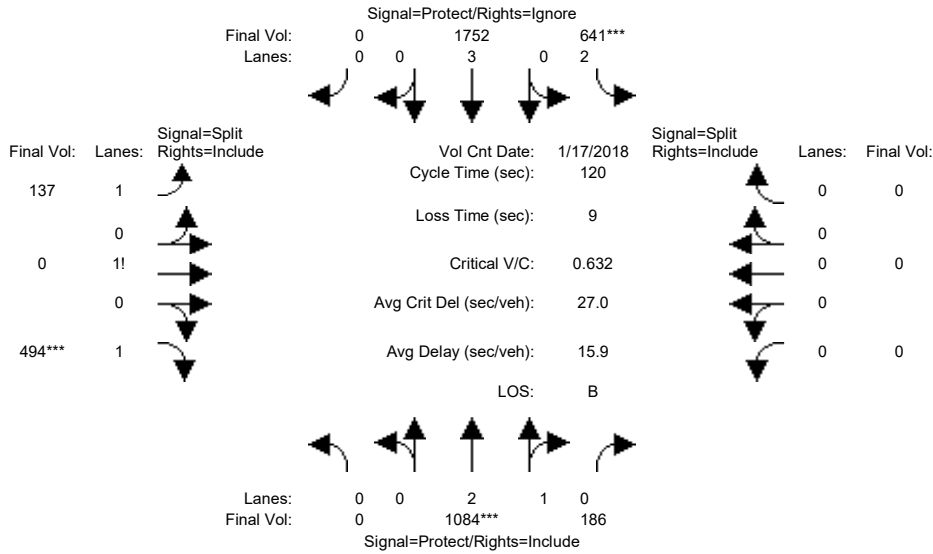 Signal=Protect/Rights=Ignore
Final Vol: 0 1752 641***
Lanes: 0 0 3 0 2
Signal=Split Signal=Split
Final Vol: Lanes: Rights=Include Vol Cnt Date: 1/17/2018 Rights=Include Lanes: Final Vol:
Cycle Time (sec): 120
137 1 0 0
Loss Time (sec): 9
0 0
0 1! Critical V/C: 0.632 0 0
0 Avg Crit Del (sec/veh): 27.0 0
494*** 1 Avg Delay (sec/veh): 15.9 0 0
LOS: B
Lanes: 0 0 2 1 0
Final Vol: 0 1084*** 186
Signal=Protect/Rights=Include